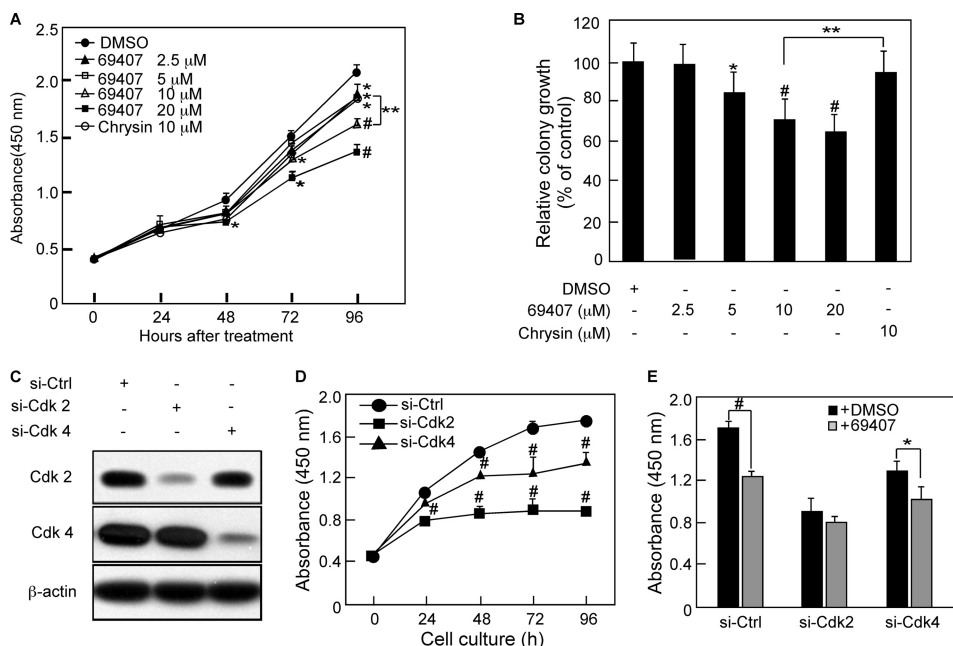 A
Absorbance(450 nm)
2.5
2.0
1.5
1.0
0.5
0
DMSO
69407 2.5 μM
69407 5 μM
69407 10 μM
69407 20 μM
Chrysin 10 μM
*
*
*
**
#
#
*
*
*
0 24 48 72 96
Hours after treatment
B
Relative colony growth
(% of control)
120
100
80
60
40
20
0
*
#
#
**
DMSO + - - - - -
69407 (μM) - 2.5 5 10 20 -
Chrysin (μM) - - - - - 10
C
si-Ctrl + - -
si-Cdk 2 - + -
si-Cdk 4 - - +
Cdk 2
Cdk 4
β-actin
D
Absorbance (450 nm)
2.0
1.6
1.2
0.8
0.4
0
si-Ctrl
si-Cdk2
si-Cdk4
# # #
# # # #
0 24 48 72 96
Cell culture (h)
E
Absorbance (450 nm)
2.0
1.6
1.2
0.8
0.4
0
+DMSO
+69407
#
*
si-Ctrl si-Cdk2 si-Cdk4